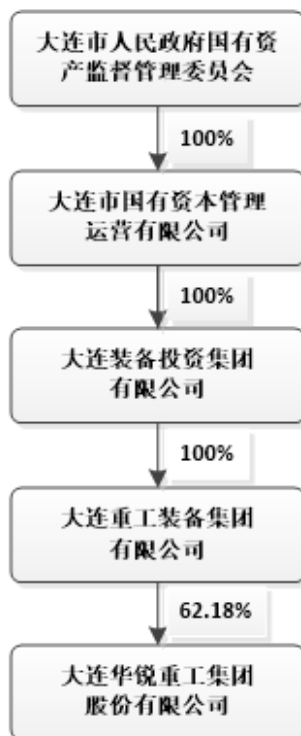 大连市人民政府国有资
产监督管理委员会
100%
大连市国有资本管理
运营有限公司
100%
大连装备投资集团
有限公司
100%
大连重工装备集团
有限公司
62.18%
大连华锐重工集团
股份有限公司